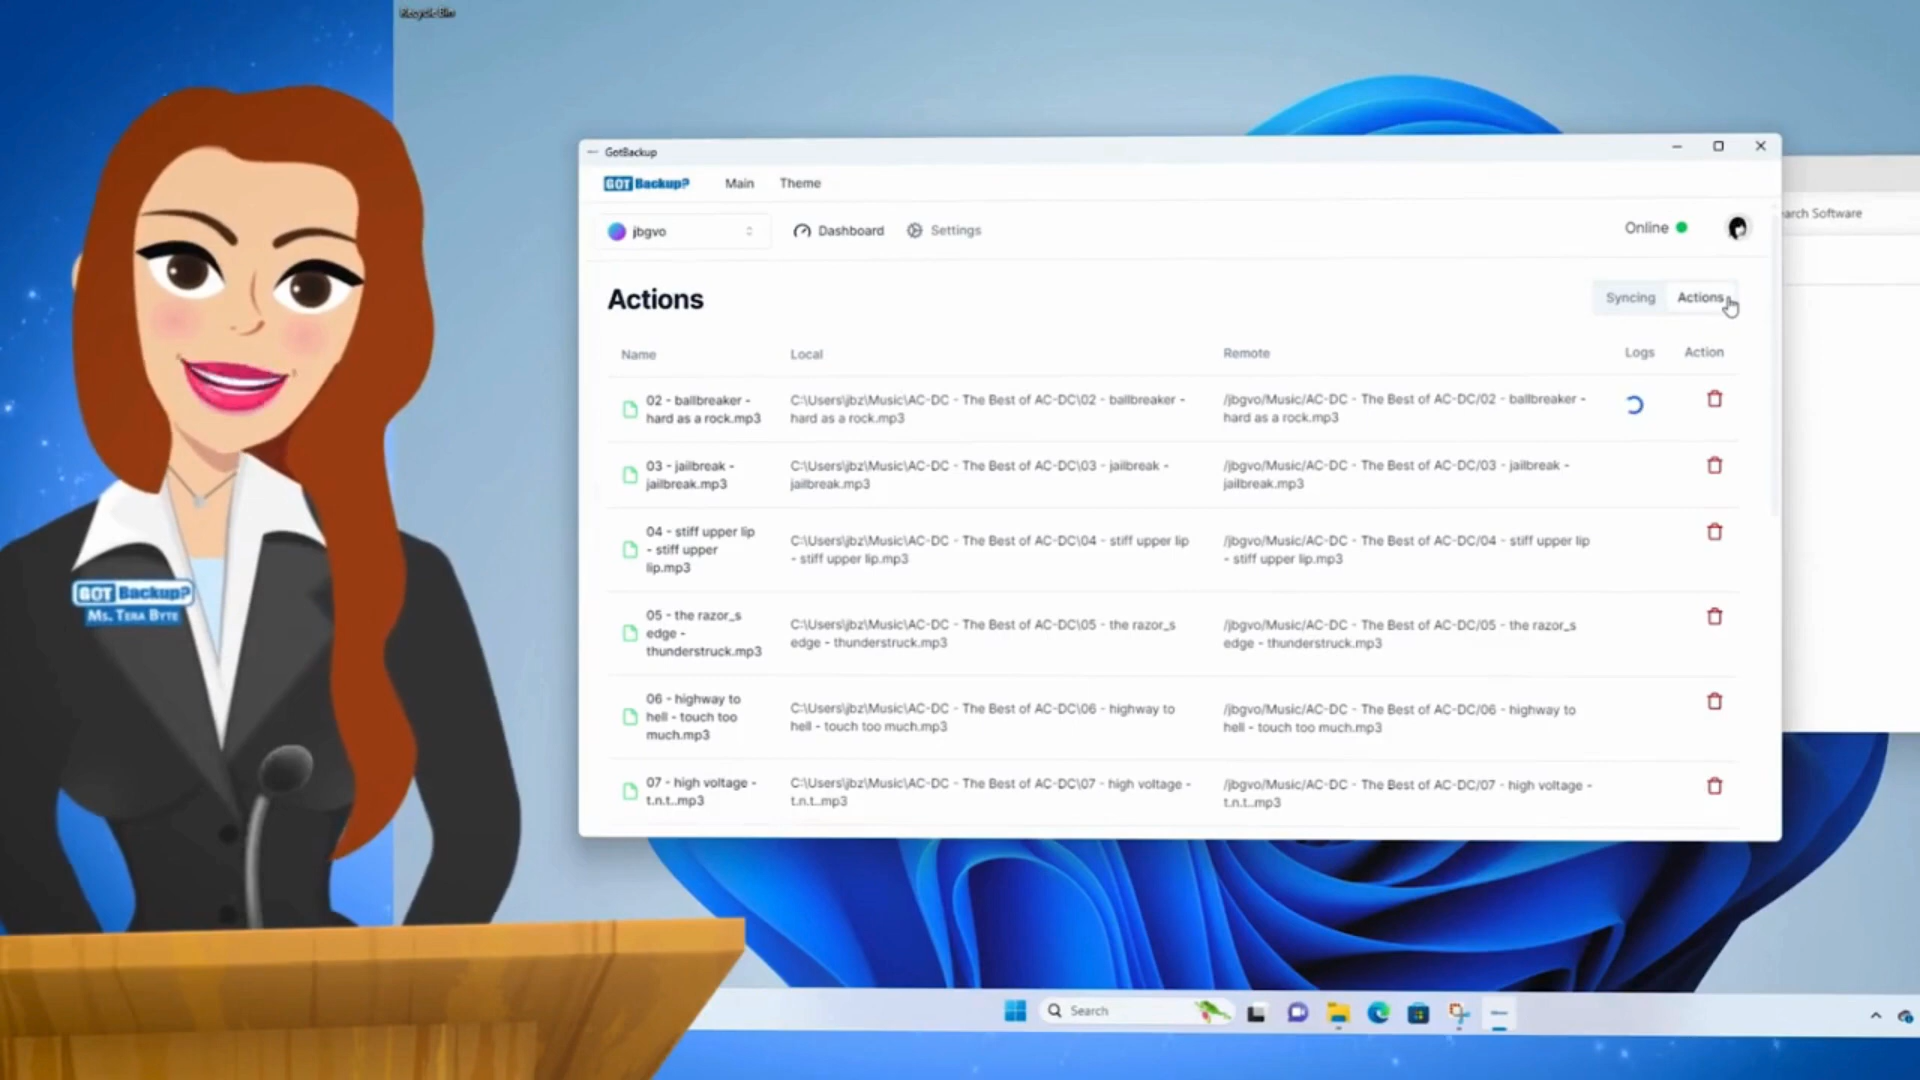 Recycle Bin
GotBackup
GOT Backup?
Main
Theme
jbgvo
Dashboard
Settings
Online
arch Software
Actions
Syncing
Actions
Name
Local
Remote
Logs
Action
02 - ballbreaker -
hard as a rock.mp3
C:\Users\jbz\Music\AC-DC - The Best of AC-DC\02 - ballbreaker -
hard as a rock.mp3
/jbgvo/Music/AC-DC - The Best of AC-DC/02 - ballbreaker -
hard as a rock.mp3
03 - jailbreak -
jailbreak.mp3
C:\Users\jbz\Music\AC-DC - The Best of AC-DC\03 - jailbreak -
jailbreak.mp3
/jbgvo/Music/AC-DC - The Best of AC-DC/03 - jailbreak -
jailbreak.mp3
04 - stiff upper lip
- stiff upper
lip.mp3
C:\Users\jbz\Music\AC-DC - The Best of AC-DC\04 - stiff upper lip
- stiff upper lip.mp3
/jbgvo/Music/AC-DC - The Best of AC-DC/04 - stiff upper lip
- stiff upper lip.mp3
05 - the razor_s
edge -
thunderstruck.mp3
C:\Users\jbz\Music\AC-DC - The Best of AC-DC\05 - the razor_s
edge - thunderstruck.mp3
/jbgvo/Music/AC-DC - The Best of AC-DC/05 - the razor_s
edge - thunderstruck.mp3
06 - highway to
hell - touch too
much.mp3
C:\Users\jbz\Music\AC-DC - The Best of AC-DC\06 - highway to
hell - touch too much.mp3
/jbgvo/Music/AC-DC - The Best of AC-DC/06 - highway to
hell - touch too much.mp3
07 - high voltage -
t.n.t..mp3
C:\Users\jbz\Music\AC-DC - The Best of AC-DC\07 - high voltage -
t.n.t..mp3
/jbgvo/Music/AC-DC - The Best of AC-DC/07 - high voltage -
t.n.t..mp3
GOT Backup?
Ms. Tera Byte
Search